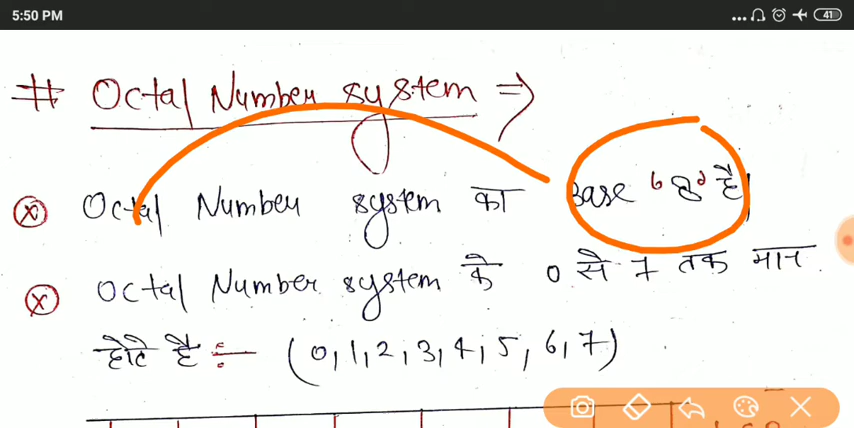 5:50 PM
41
# Octal Number system ⇒
Octal Number system का Base '8' है|
Octal Number system के 0 से 7 तक मान
होते है ÷ (0, 1, 2, 3, 4, 5, 6, 7)